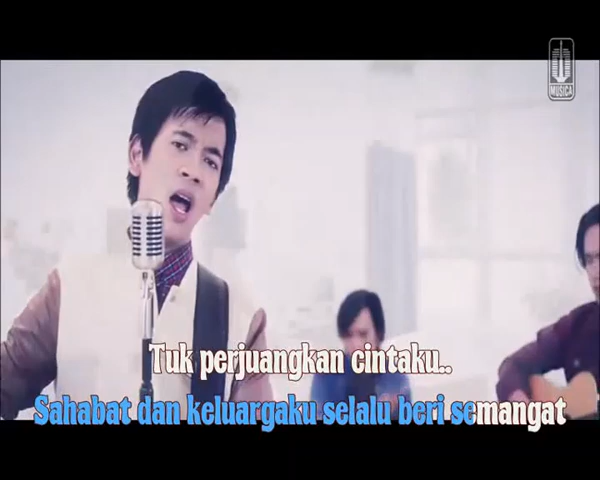 MUSICA
Tuk perjuangkan cintaku..
Sahabat dan keluargaku selalu beri semangat